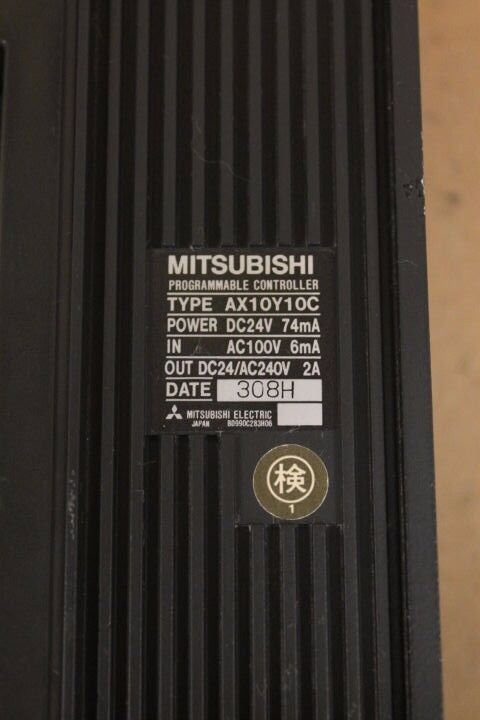 MITSUBISHI
PROGRAMMABLE CONTROLLER
TYPE AX10Y10C
POWER DC24V 74mA
IN AC100V 6mA
OUT DC24/AC240V 2A
DATE 308H
MITSUBISHI ELECTRIC
JAPAN BD990C283H06
検
1